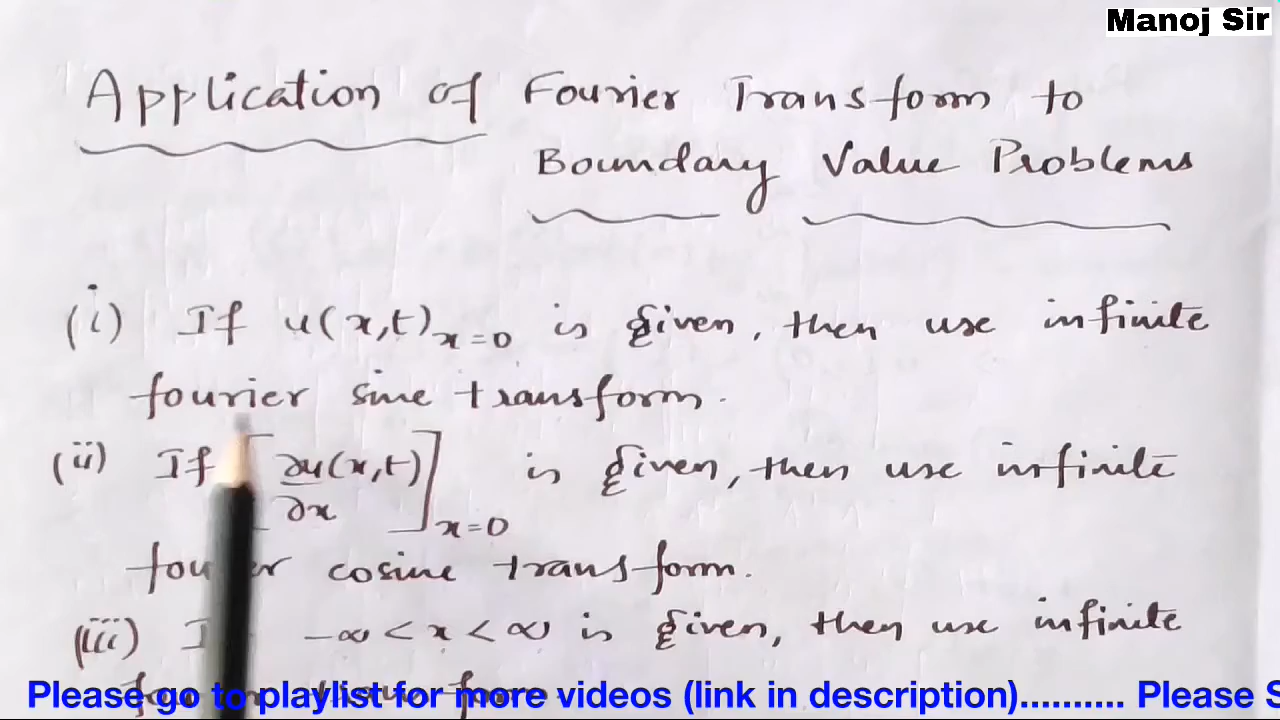 Manoj Sir
Application of Fourier Transform to
Boundary Value Problems
(i) If u(x,t)x=0 is given, then use infinite
fourier sine transform.
(ii) If [∂u(x,t)/∂x]x=0 is given, then use infinite
fourier cosine transform.
(iii) -∞ < x < ∞ is given, then use infinite
Please go to playlist for more videos (link in description).......... Please S